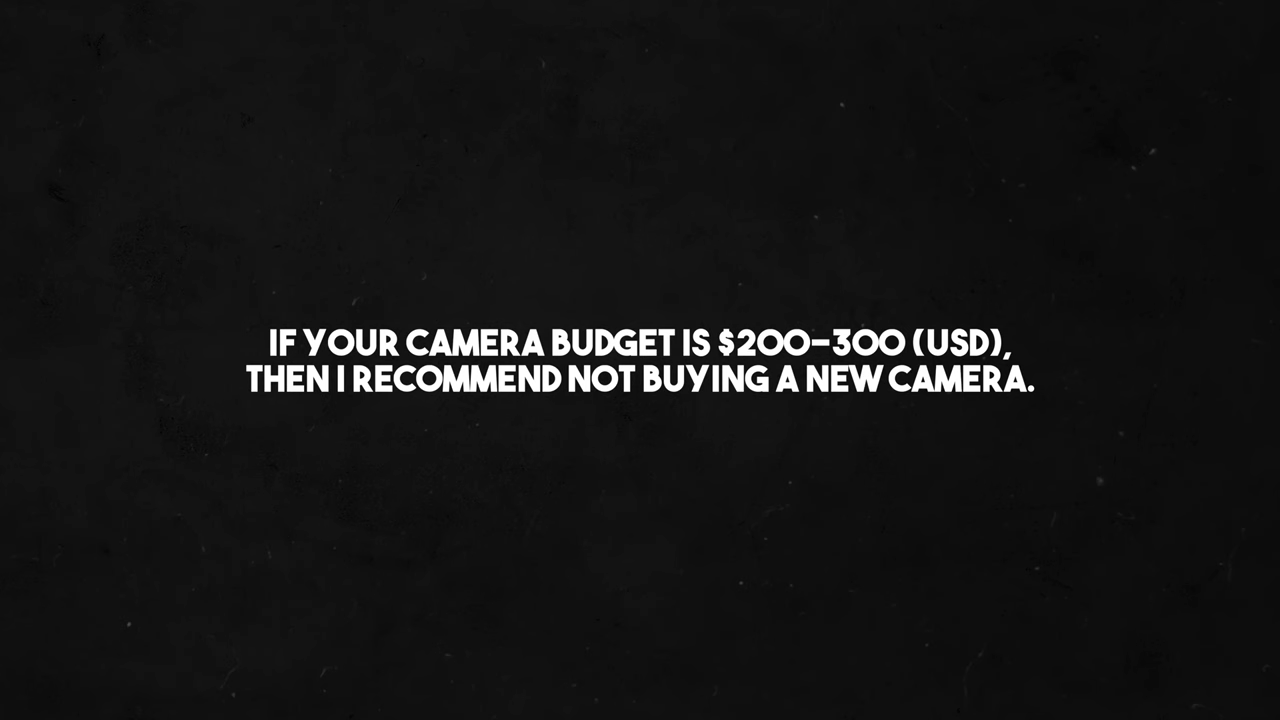 IF YOUR CAMERA BUDGET IS $200-300 (USD),
THEN I RECOMMEND NOT BUYING A NEW CAMERA.